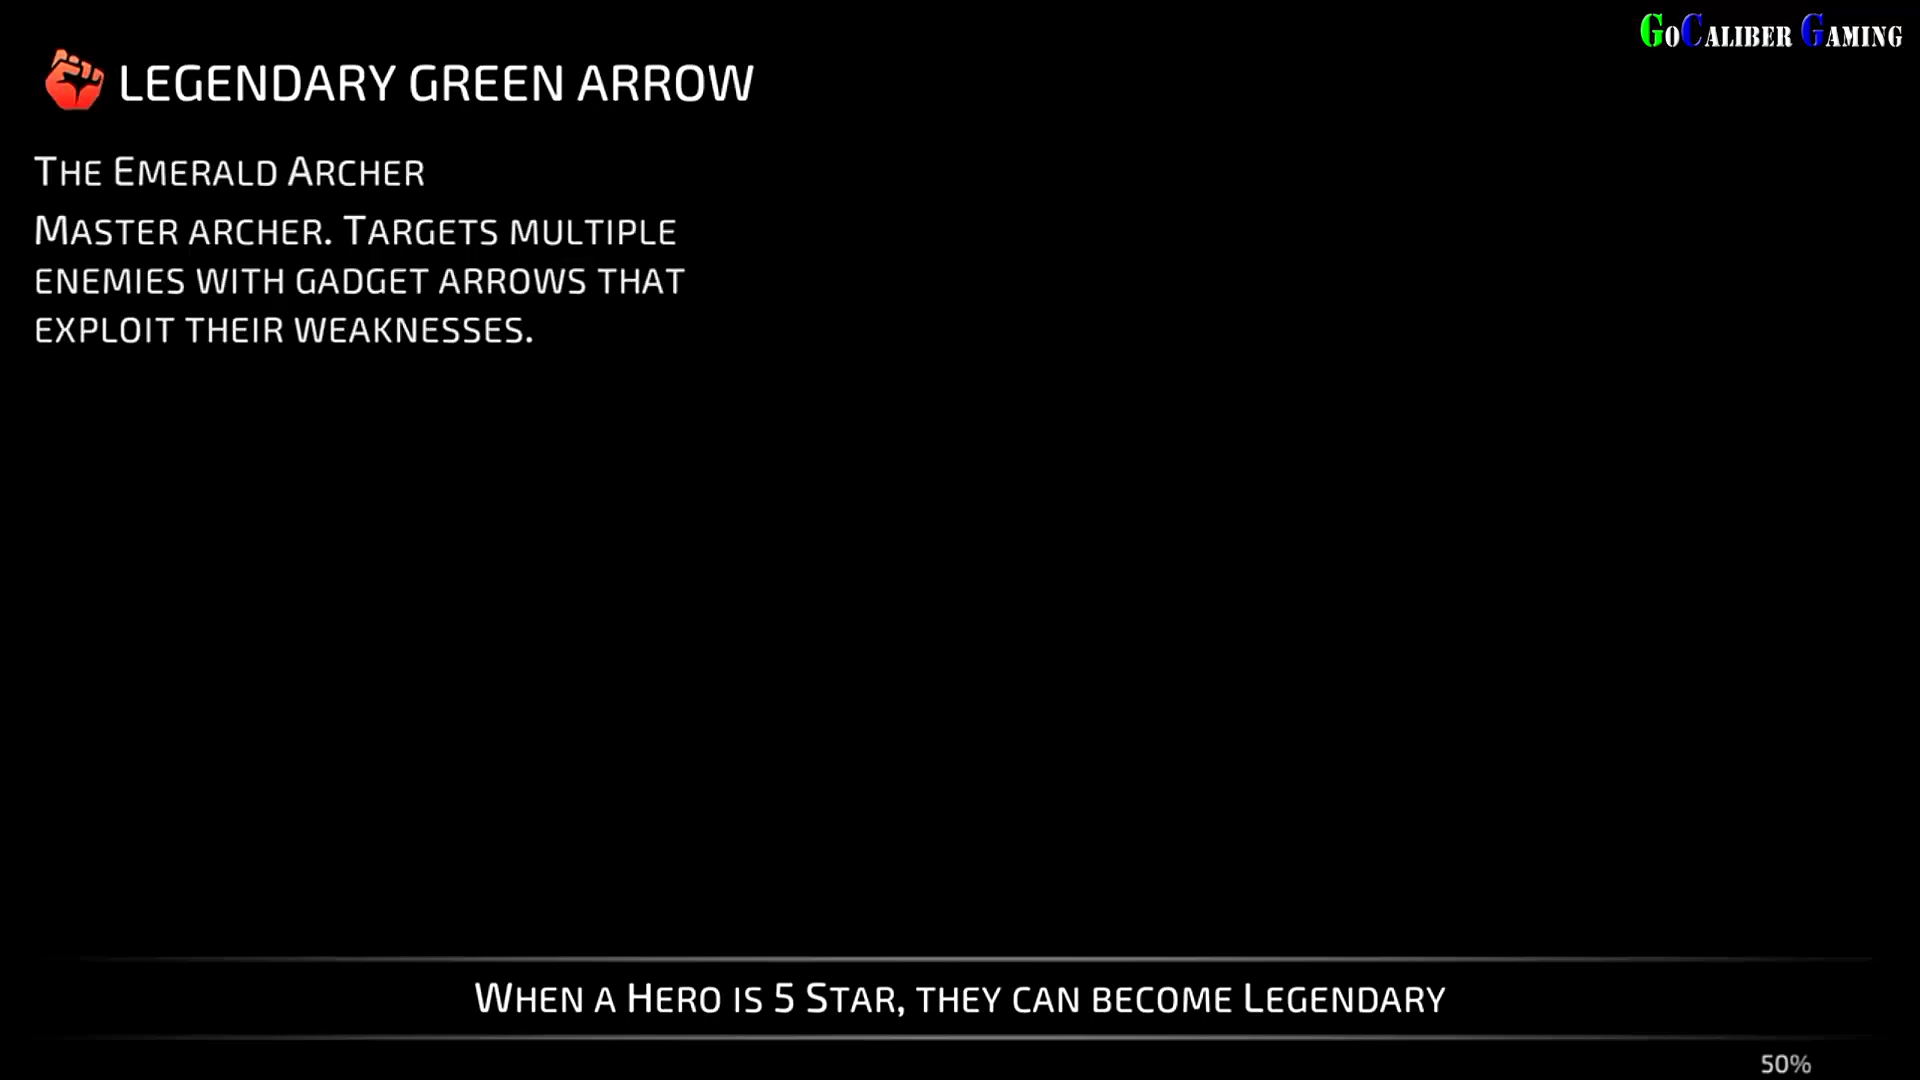 GoCaliber Gaming
LEGENDARY GREEN ARROW
The Emerald Archer
Master archer. Targets multiple
enemies with gadget arrows that
exploit their weaknesses.
When a Hero is 5 Star, they can become Legendary
50%